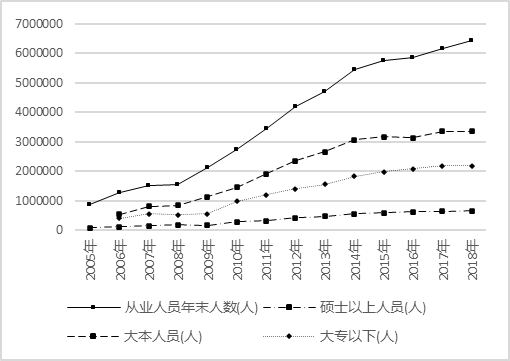 7000000
6000000
5000000
4000000
3000000
2000000
1000000
0
2005年
2006年
2007年
2008年
2009年
2010年
2011年
2012年
2013年
2014年
2015年
2016年
2017年
2018年
从业人员年末人数(人)
硕士以上人员(人)
大本人员(人)
大专以下(人)